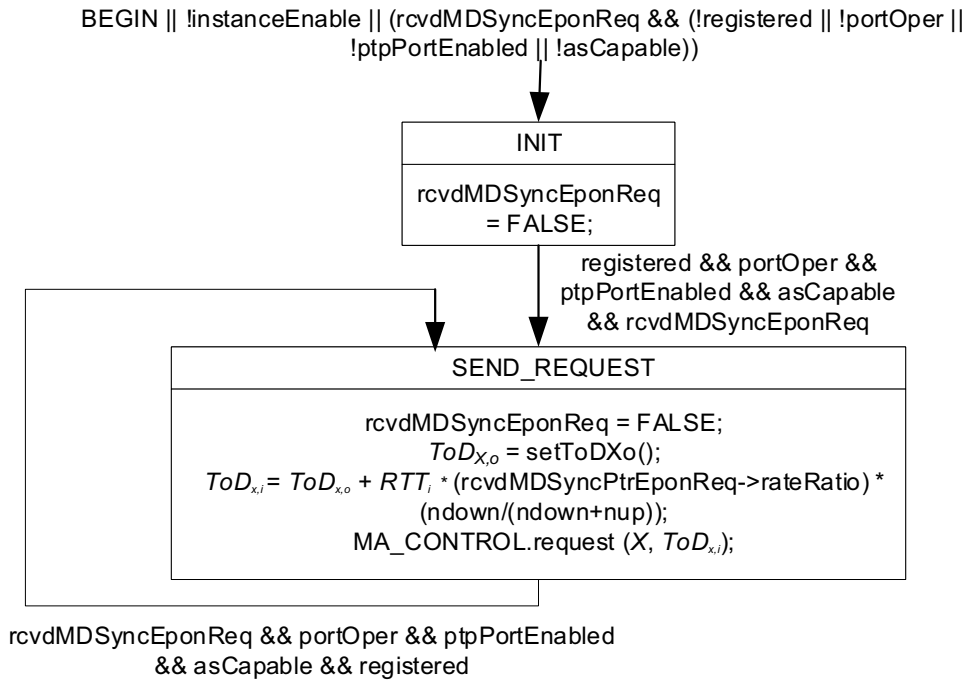 BEGIN || !instanceEnable || (rcvdMDSyncEponReq && (!registered || !portOper ||
!ptpPortEnabled || !asCapable))
INIT
rcvdMDSyncEponReq
= FALSE;
registered && portOper &&
ptpPortEnabled && asCapable
&& rcvdMDSyncEponReq
SEND_REQUEST
rcvdMDSyncEponReq = FALSE;
ToDX,o = setToDXo();
ToDx,i = ToDx,o + RTTi * (rcvdMDSyncPtrEponReq->rateRatio) *
(ndown/(ndown+nup));
MA_CONTROL.request (X, ToDx,i);
rcvdMDSyncEponReq && portOper && ptpPortEnabled
&& asCapable && registered